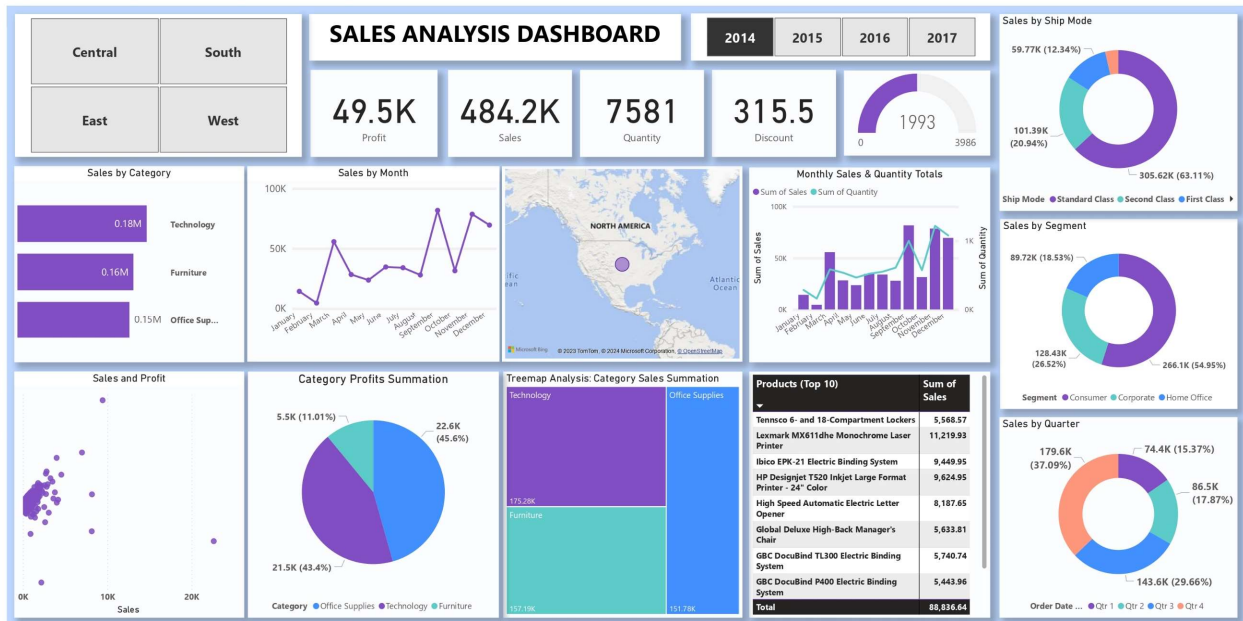 Central
South
East
West
SALES ANALYSIS DASHBOARD
2014
2015
2016
2017
49.5K
Profit
484.2K
Sales
7581
Quantity
315.5
Discount
1993
0
3986
Sales by Ship Mode
59.77K (12.34%)
101.39K
(20.94%)
305.62K (63.11%)
Ship Mode Standard Class Second Class First Class
Sales by Category
0.18M
Technology
0.16M
Furniture
0.15M
Office Sup...
Sales by Month
100K
50K
0K
January
February
March
April
May
June
July
August
September
October
November
December
NORTH AMERICA
Atlantic
Ocean
Microsoft Bing
© 2023 TomTom, © 2024 Microsoft Corporation, © OpenStreetMap
Monthly Sales & Quantity Totals
Sum of Sales Sum of Quantity
100K
50K
0K
Sum of Sales
1K
0K
Sum of Quantity
January
February
March
April
May
June
July
August
September
October
November
December
Sales by Segment
89.72K (18.53%)
128.43K
(26.52%)
266.1K (54.95%)
Segment Consumer Corporate Home Office
Sales and Profit
0K
10K
20K
Sales
Category Profits Summation
5.5K (11.01%)
22.6K
(45.6%)
21.5K (43.4%)
Category Office Supplies Technology Furniture
Treemap Analysis: Category Sales Summation
Technology
175.28K
Furniture
157.19K
Office Supplies
151.78K
Products (Top 10) Sum of
Sales
Tennsco 6- and 18-Compartment Lockers 5,568.57
Lexmark MX611dhe Monochrome Laser 11,219.93
Printer
Ibico EPK-21 Electric Binding System 9,449.95
HP Designjet T520 Inkjet Large Format 9,624.95
Printer - 24" Color
High Speed Automatic Electric Letter 8,187.65
Opener
Global Deluxe High-Back Manager's 5,633.81
Chair
GBC DocuBind TL300 Electric Binding 5,740.74
System
GBC DocuBind P400 Electric Binding 5,443.96
System
Total 88,836.64
Sales by Quarter
179.6K
(37.09%)
74.4K (15.37%)
86.5K
(17.87%)
143.6K (29.66%)
Order Date ... Qtr 1 Qtr 2 Qtr 3 Qtr 4